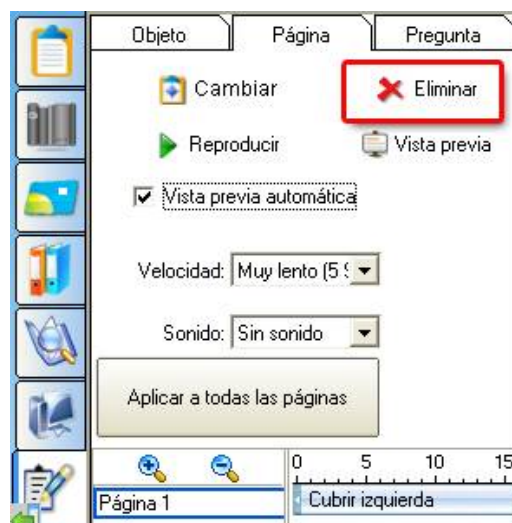 Objeto Página Pregunta
Cambiar Eliminar
Reproducir Vista previa
Vista previa automática
Velocidad: Muy lento (5
Sonido: Sin sonido
Aplicar a todas las páginas
0 5 10 15
Página 1 Cubrir izquierda